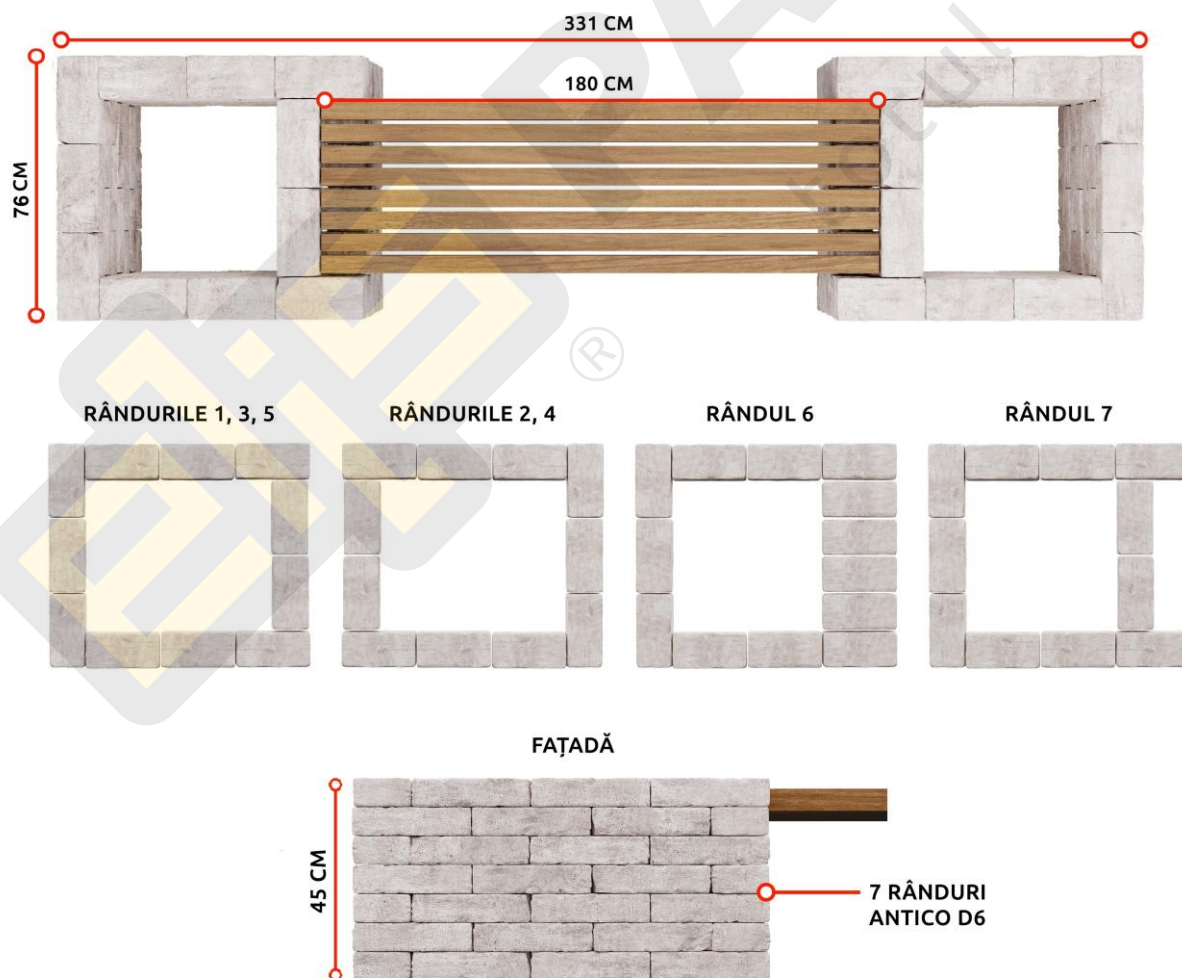 331 CM
180 CM
76 CM
totul
®
RÂNDURILE 1, 3, 5
RÂNDURILE 2, 4
RÂNDUL 6
RÂNDUL 7
FAȚADĂ
45 CM
7 RÂNDURI
ANTICO D6